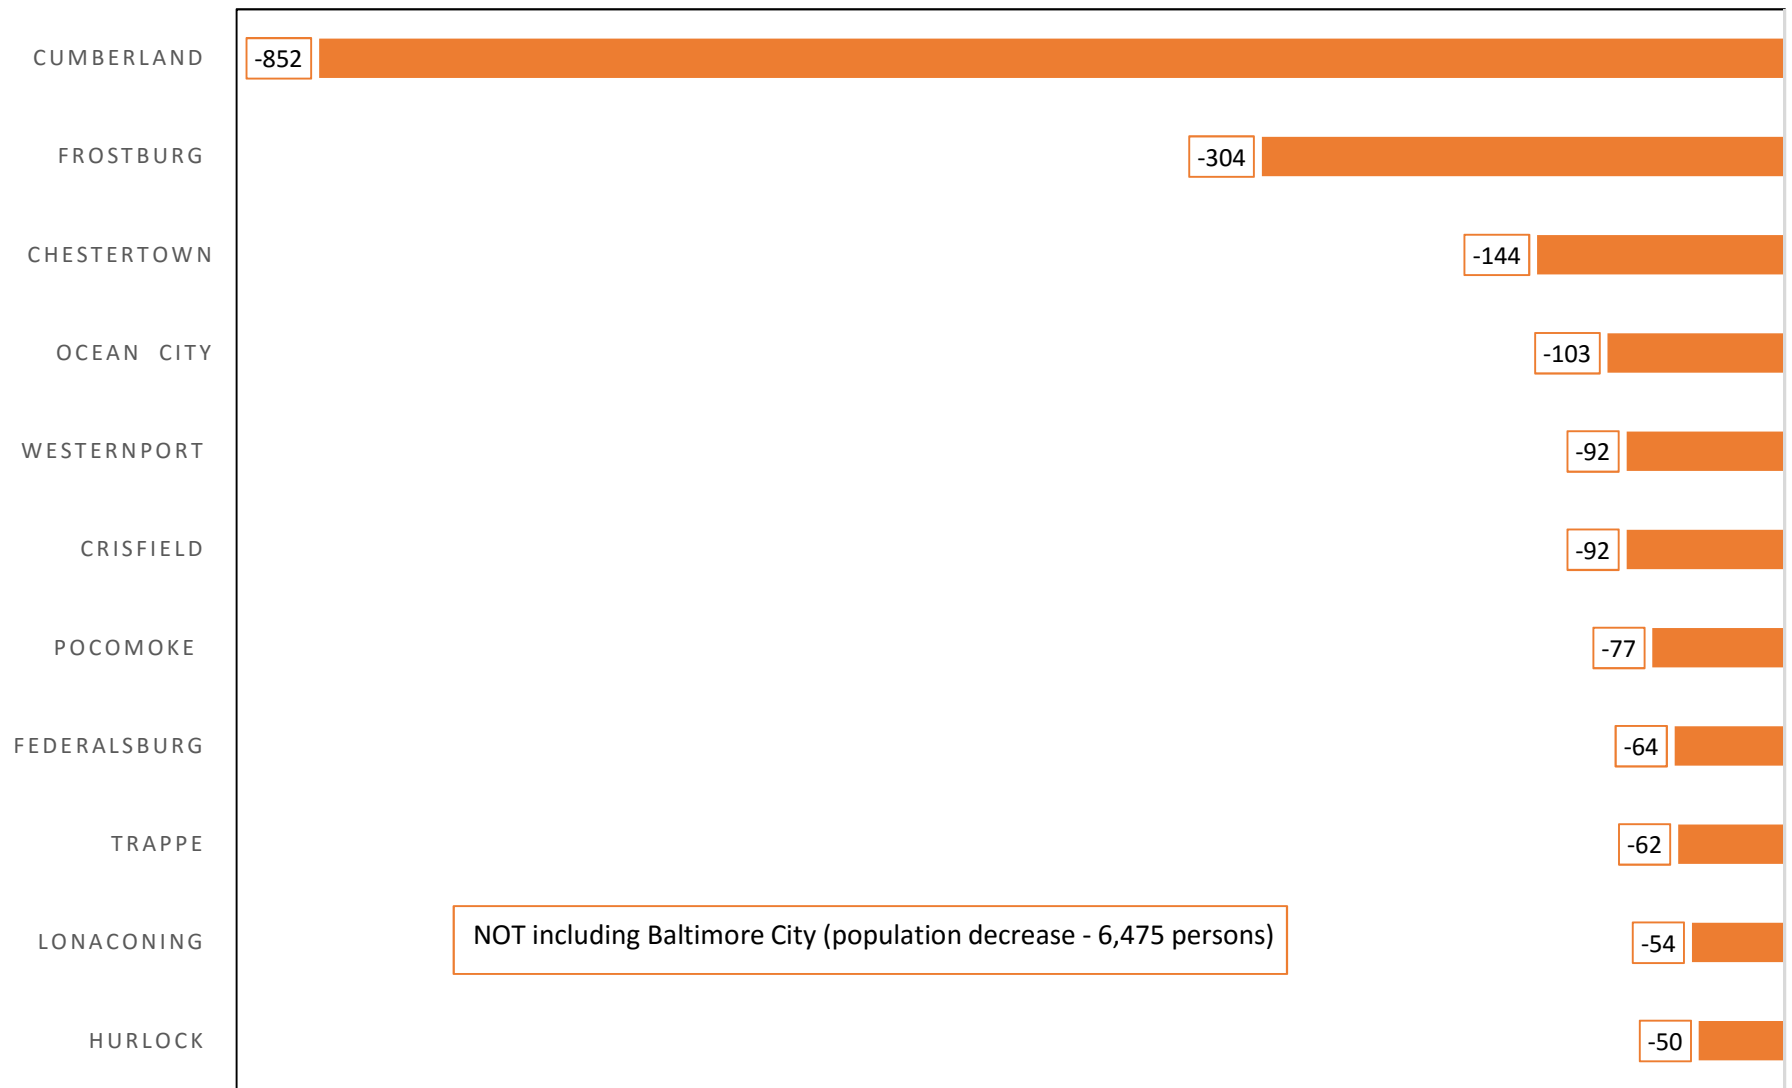 CUMBERLAND -852
FROSTBURG -304
CHESTERTOWN -144
OCEAN CITY -103
WESTERNPORT -92
CRISFIELD -92
POCOMOKE -77
FEDERALSBURG -64
TRAPPE -62
LONACONING NOT including Baltimore City (population decrease - 6,475 persons) -54
HURLOCK -50